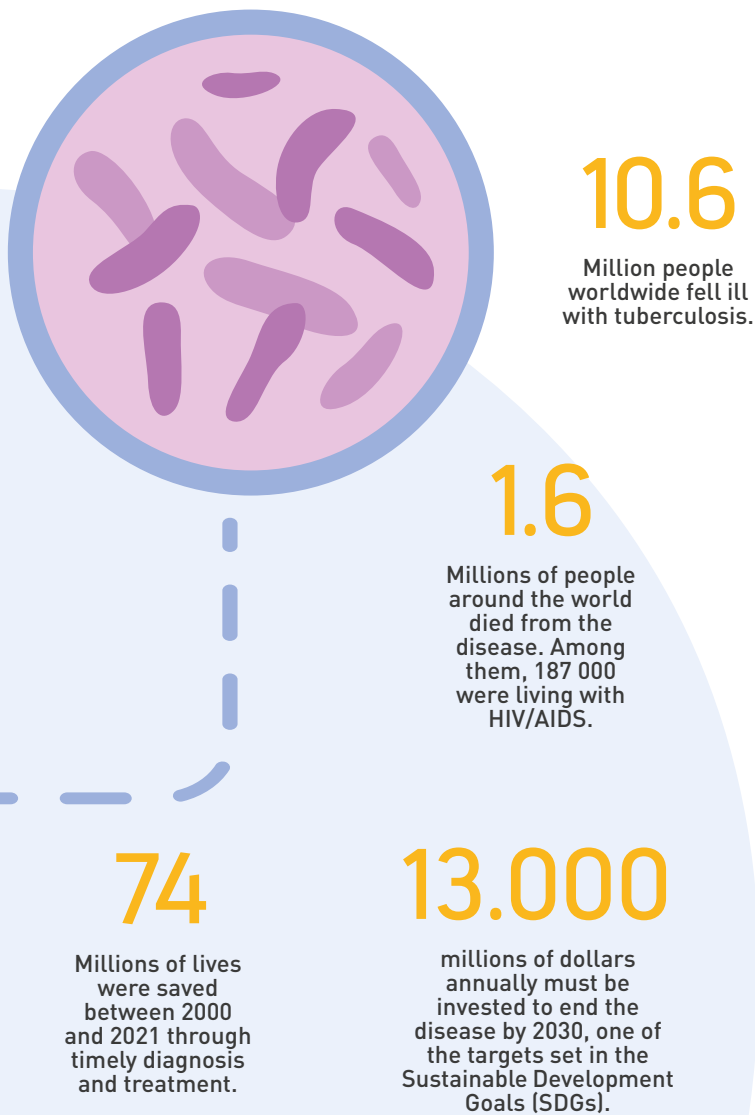 10.6
Million people
worldwide fell ill
with tuberculosis.
1.6
Millions of people
around the world
died from the
disease. Among
them, 187 000
were living with
HIV/AIDS.
74
Millions of lives
were saved
between 2000
and 2021 through
timely diagnosis
and treatment.
13.000
millions of dollars
annually must be
invested to end the
disease by 2030, one of
the targets set in the
Sustainable Development
Goals (SDGs).